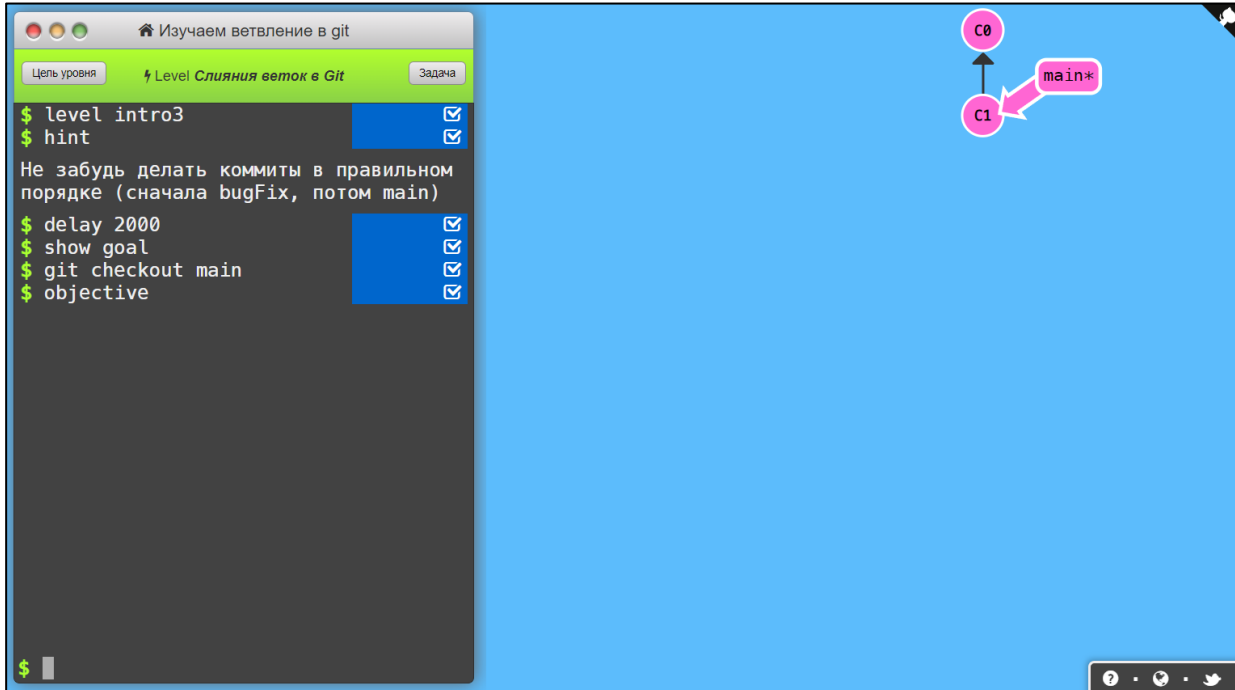 Изучаем ветвление в git
Цель уровня
Level Слияния веток в Git
Задача
$ level intro3
$ hint
Не забудь делать коммиты в правильном
порядке (сначала bugFix, потом main)
$ delay 2000
$ show goal
$ git checkout main
$ objective
$
C0
main*
C1